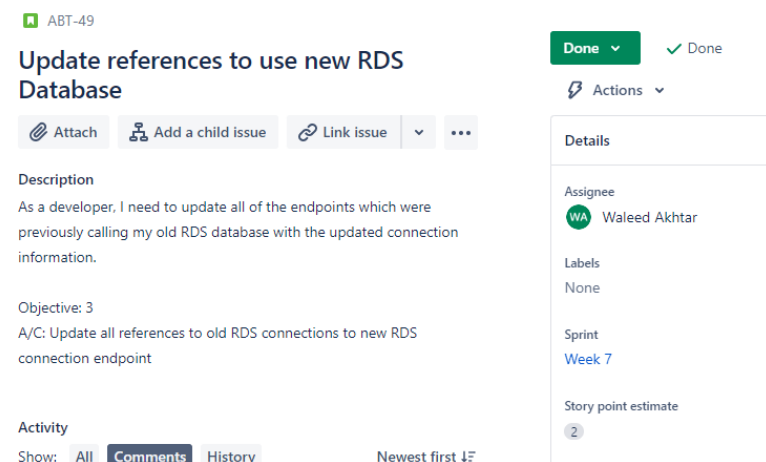 ABT-49
Update references to use new RDS
Database
Attach
Add a child issue
Link issue
Description
As a developer, I need to update all of the endpoints which were
previously calling my old RDS database with the updated connection
information.
Objective: 3
A/C: Update all references to old RDS connections to new RDS
connection endpoint
Activity
Show: All Comments History Newest first
Done
Done
Actions
Details
Assignee
WA Waleed Akhtar
Labels
None
Sprint
Week 7
Story point estimate
2